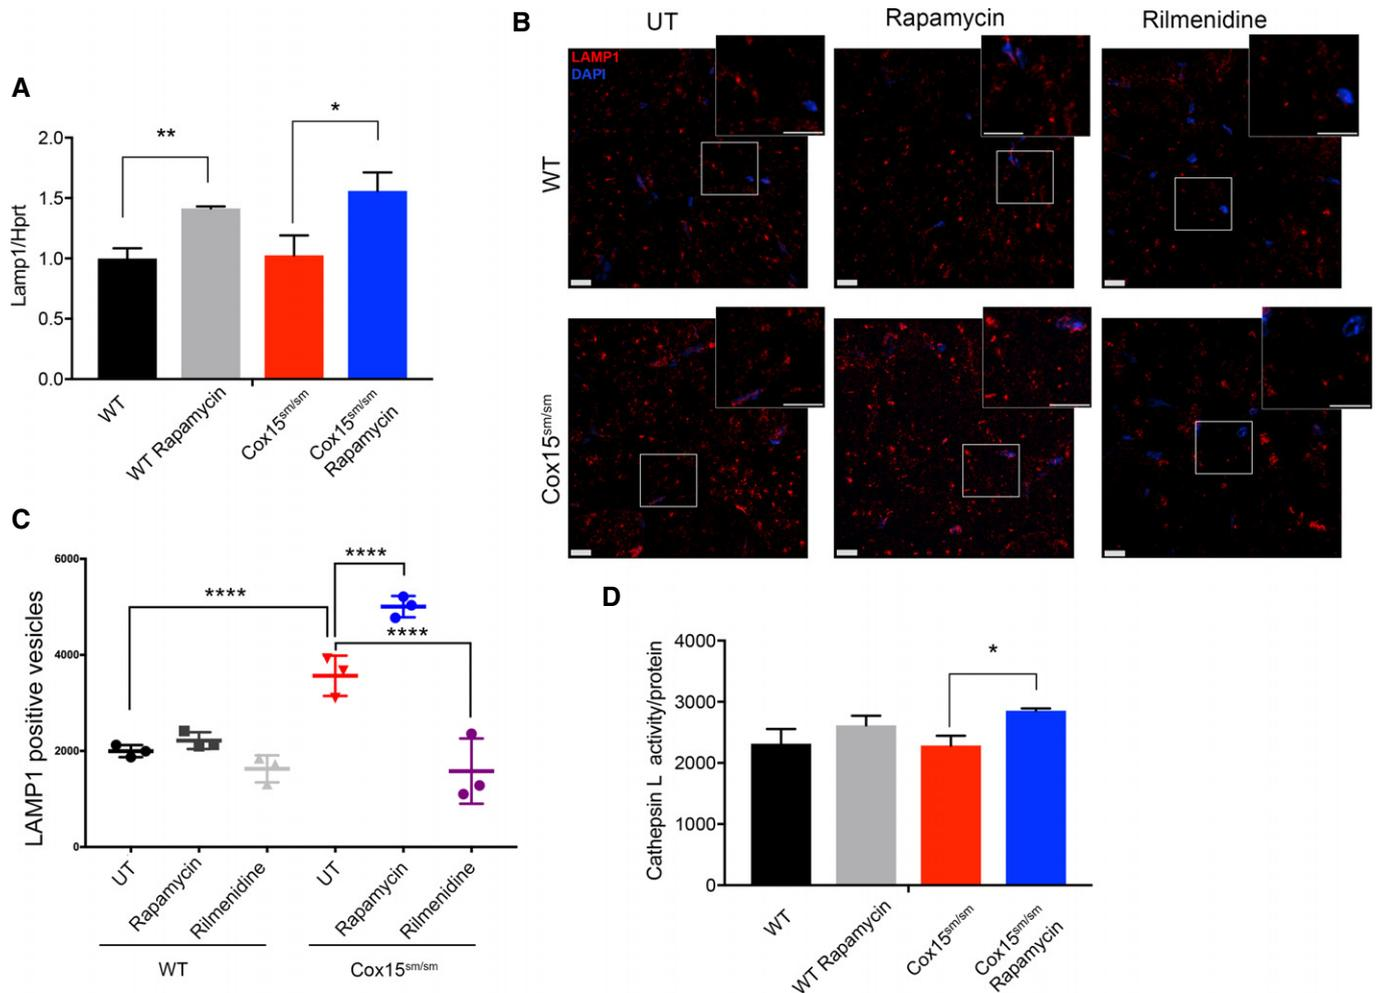 A
**
*
2.0
1.5
1.0
0.5
0.0
Lamp1/Hprt
WT
WT Rapamycin
Cox15sm/sm
Cox15sm/sm
Rapamycin
B
UT
Rapamycin
Rilmenidine
LAMP1
DAPI
WT
Cox15sm/sm
C
6000
4000
2000
0
LAMP1 positive vesicles
****
****
****
UT
Rapamycin
Rilmenidine
UT
Rapamycin
Rilmenidine
WT
Cox15sm/sm
D
4000
3000
2000
1000
0
Cathepsin L activity/protein
*
WT
WT Rapamycin
Cox15sm/sm
Cox15sm/sm
Rapamycin